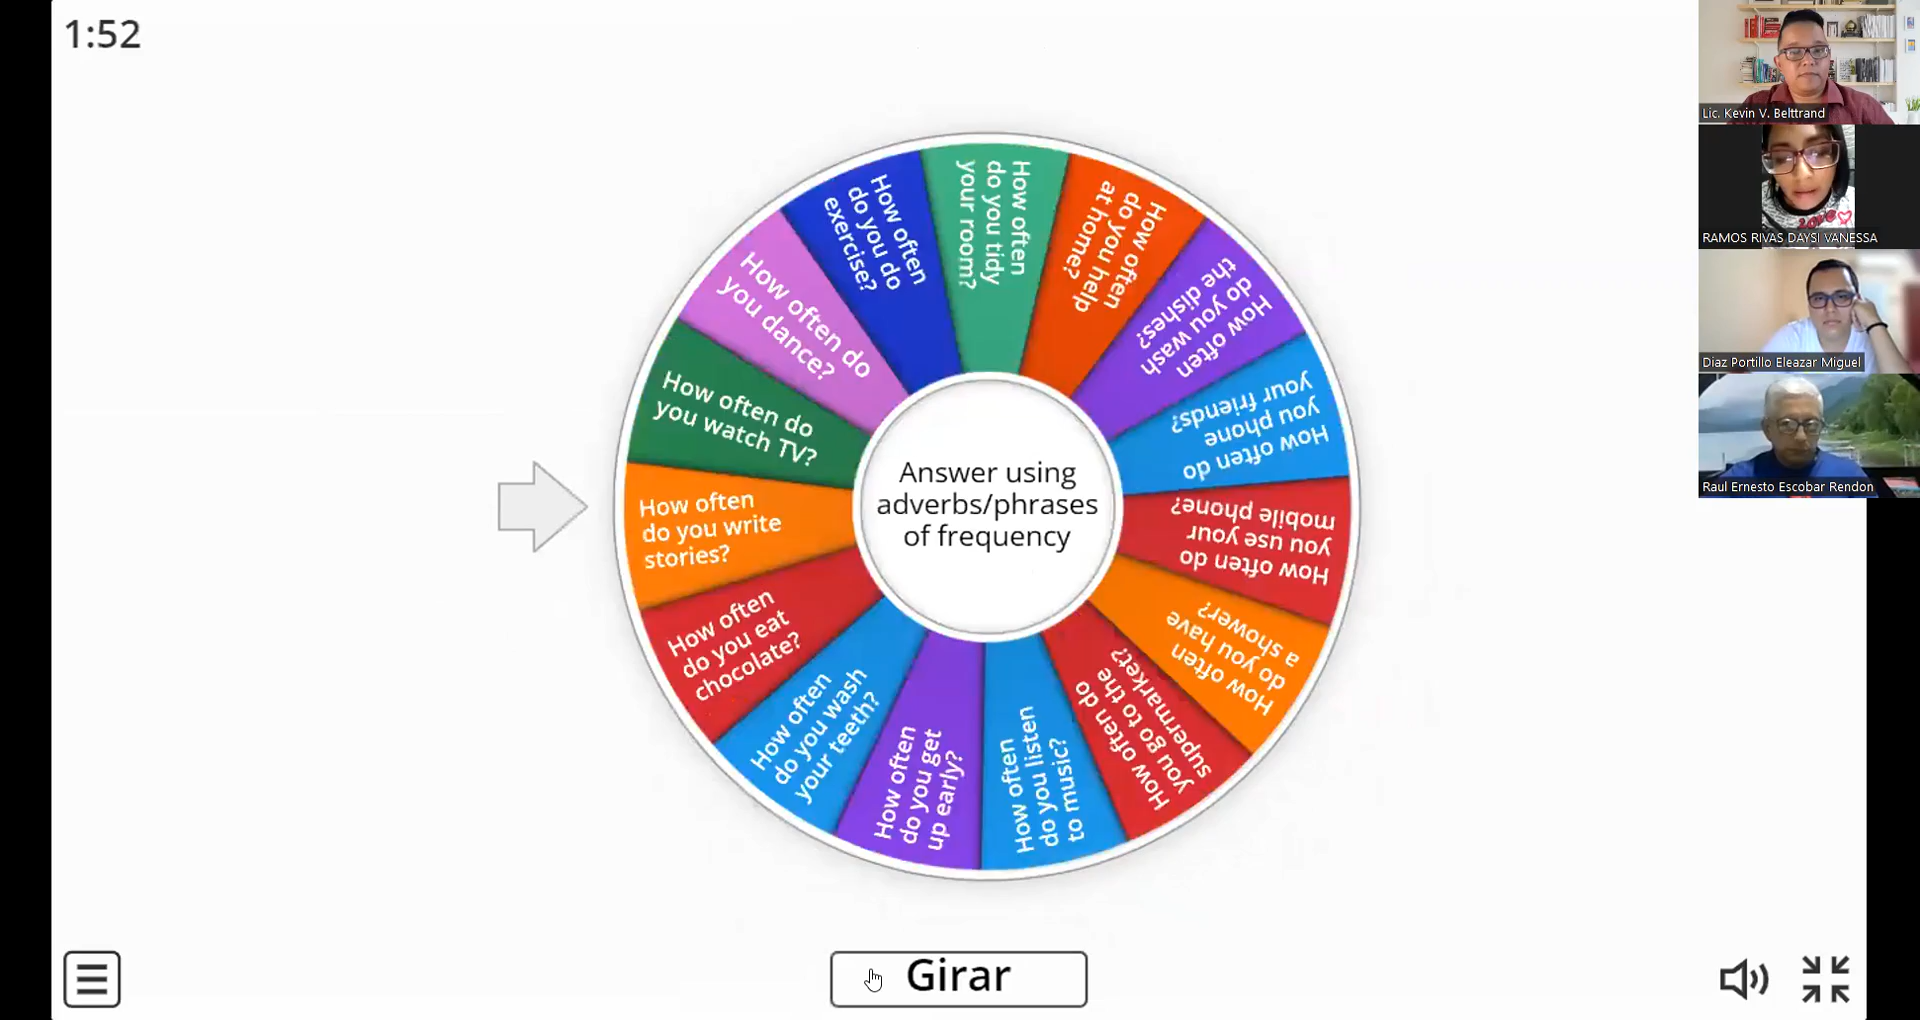 1:52
How often
do you tidy
your room?
How often
do you help
at home?
How often
do you wash
the dishes?
How often do
you phone
your friends?
How often do
you use your
mobile phone?
How often
do you have
a shower?
How often do
you go to the
supermarket?
How often
do you listen
to music?
How often
do you get
up early?
How often
do you wash
your teeth?
How often
do you eat
chocolate?
How often
do you write
stories?
How often do
you watch TV?
How often do
you dance?
How often
do you do
exercise?
Answer using
adverbs/phrases
of frequency
Girar
Lic. Kevin V. Belttrand
RAMOS RIVAS DAYSI VANESSA
Diaz Portillo Eleazar Miguel
Raul Ernesto Escobar Rendon